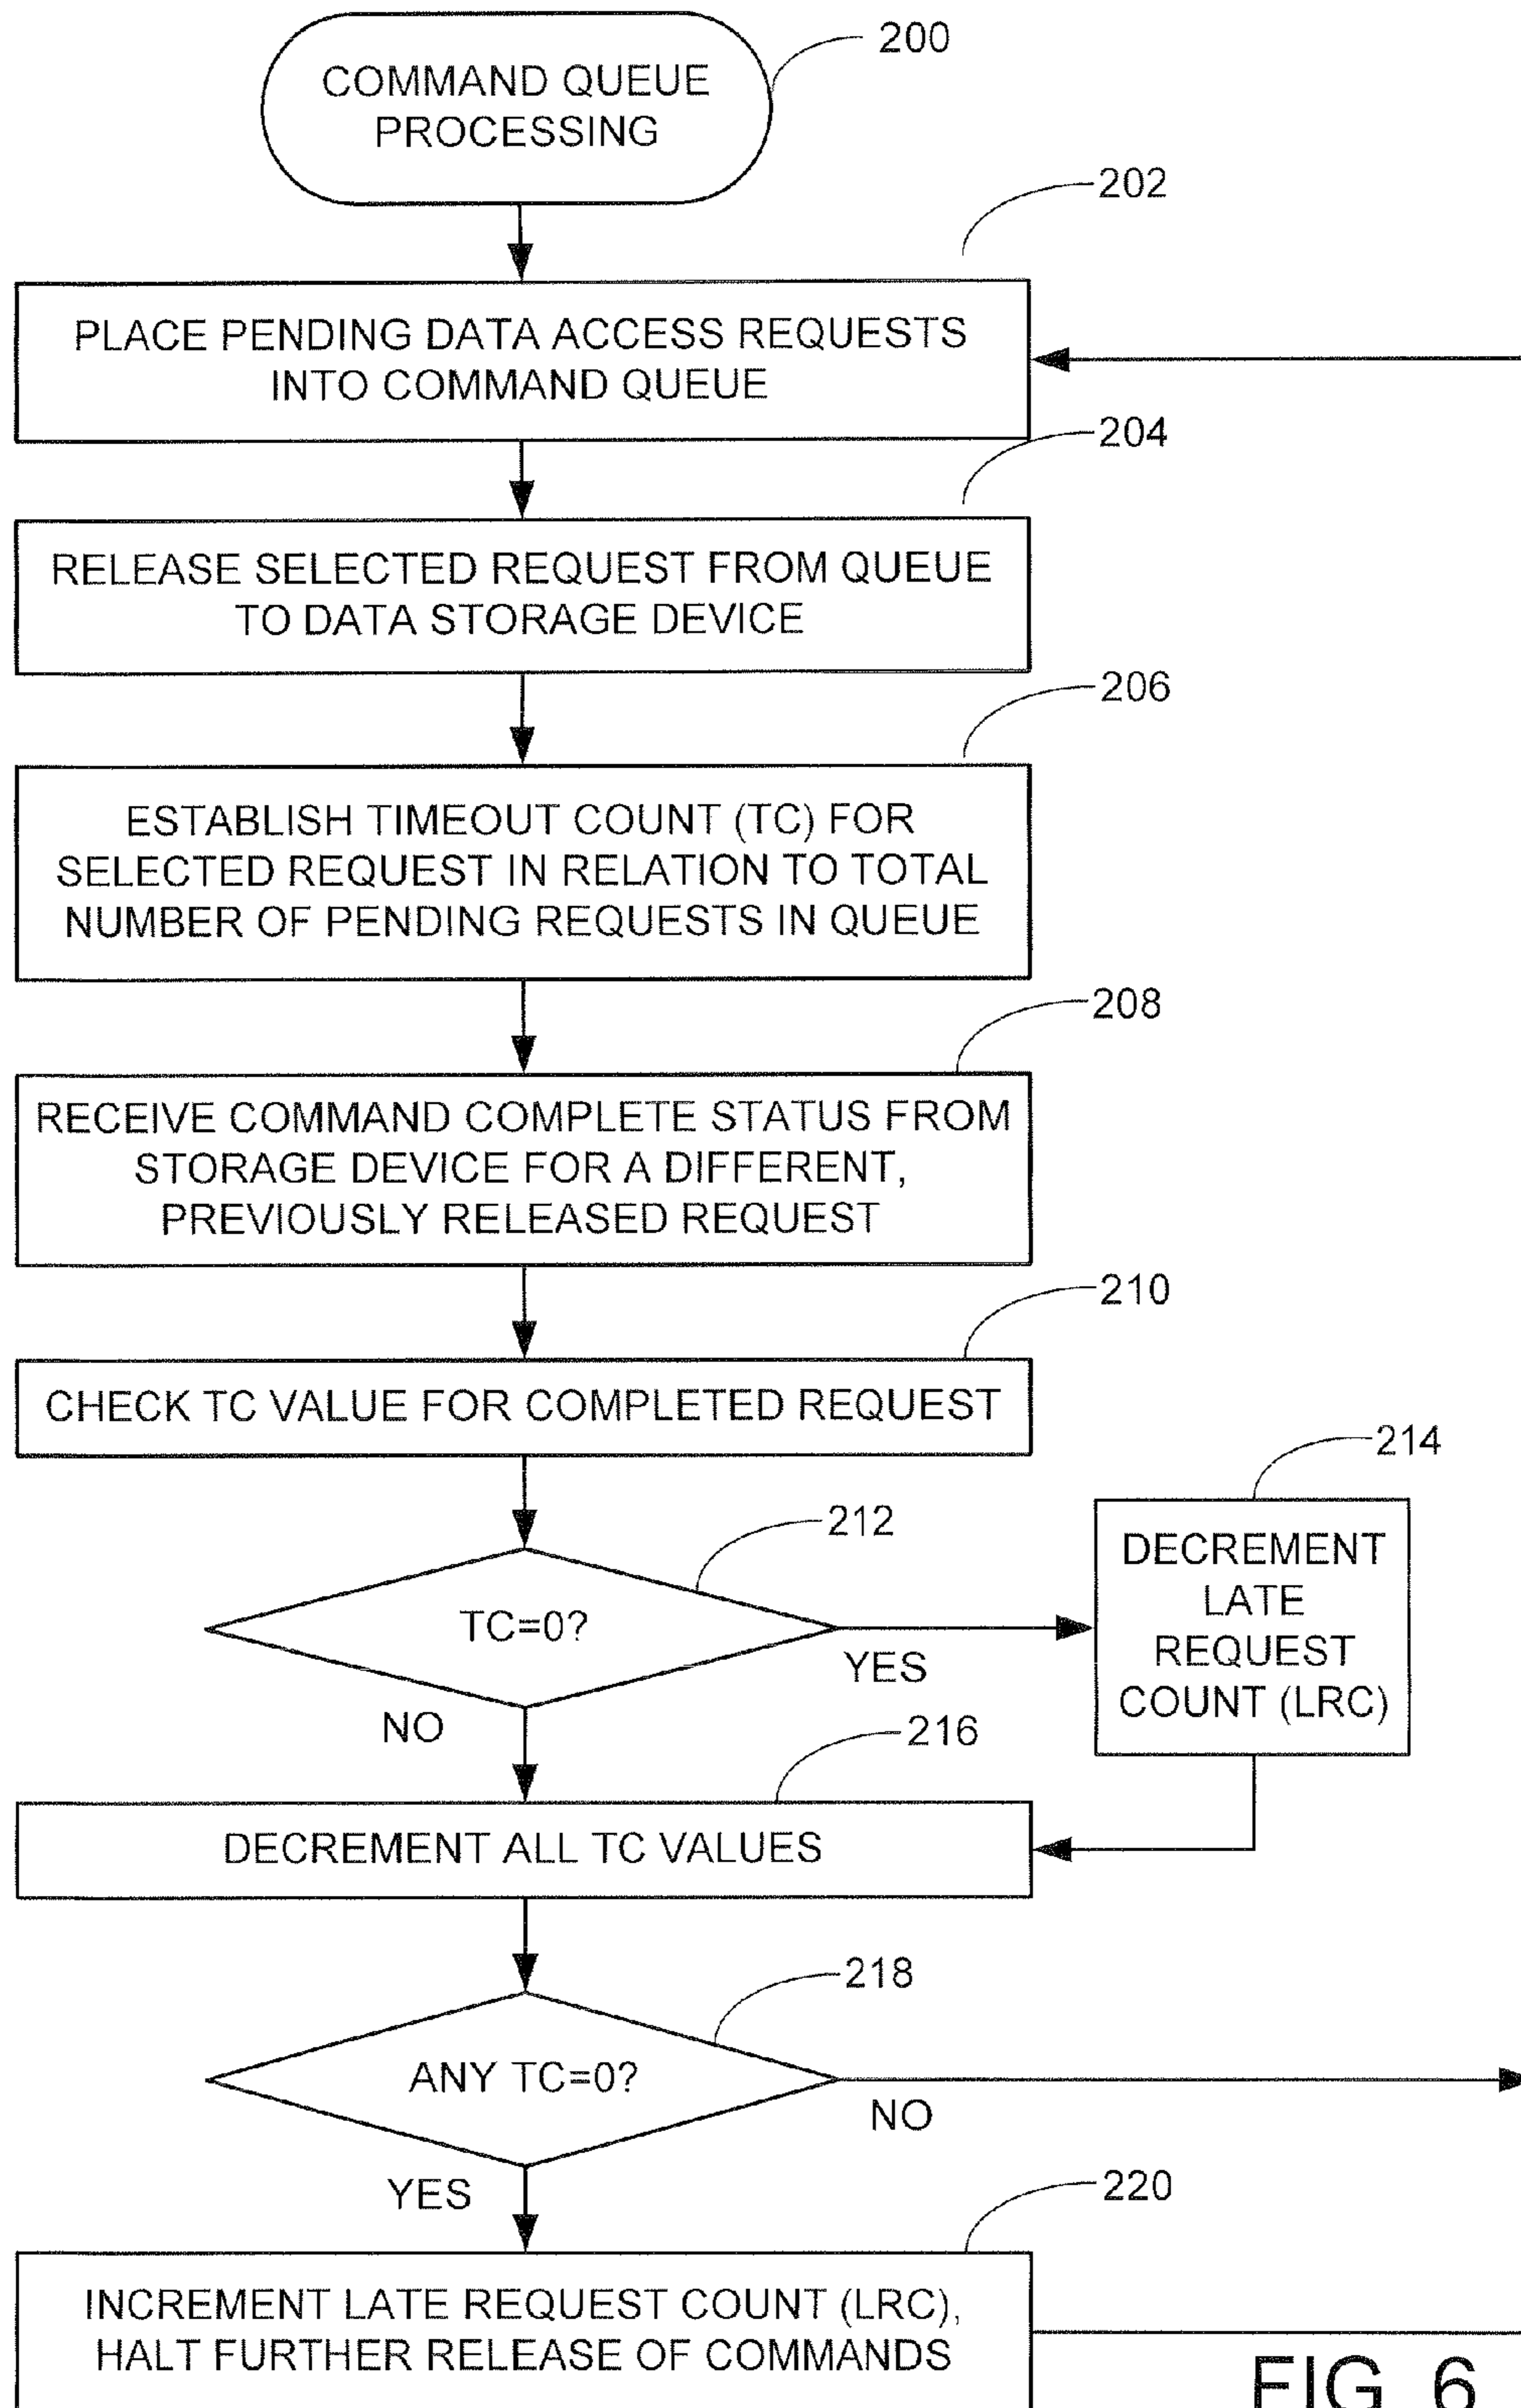 200
COMMAND QUEUE
PROCESSING
202
PLACE PENDING DATA ACCESS REQUESTS
INTO COMMAND QUEUE
204
RELEASE SELECTED REQUEST FROM QUEUE
TO DATA STORAGE DEVICE
206
ESTABLISH TIMEOUT COUNT (TC) FOR
SELECTED REQUEST IN RELATION TO TOTAL
NUMBER OF PENDING REQUESTS IN QUEUE
208
RECEIVE COMMAND COMPLETE STATUS FROM
STORAGE DEVICE FOR A DIFFERENT,
PREVIOUSLY RELEASED REQUEST
210
CHECK TC VALUE FOR COMPLETED REQUEST
212
TC=0?
YES
NO
214
DECREMENT
LATE
REQUEST
COUNT (LRC)
216
DECREMENT ALL TC VALUES
218
ANY TC=0?
NO
YES
220
INCREMENT LATE REQUEST COUNT (LRC),
HALT FURTHER RELEASE OF COMMANDS
FIG. 6